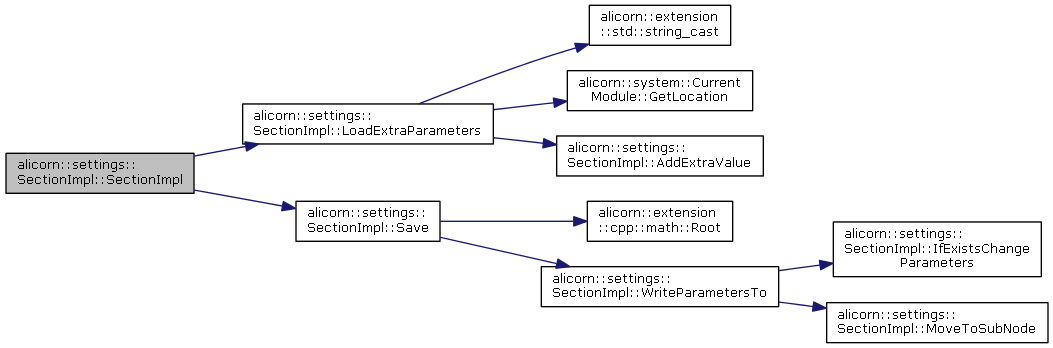 alicorn::settings::
SectionImpl::SectionImpl
alicorn::settings::
SectionImpl::LoadExtraParameters
alicorn::extension
::std::string_cast
alicorn::system::Current
Module::GetLocation
alicorn::settings::
SectionImpl::AddExtraValue
alicorn::settings::
SectionImpl::Save
alicorn::extension
::cpp::math::Root
alicorn::settings::
SectionImpl::WriteParametersTo
alicorn::settings::
SectionImpl::IfExistsChange
Parameters
alicorn::settings::
SectionImpl::MoveToSubNode